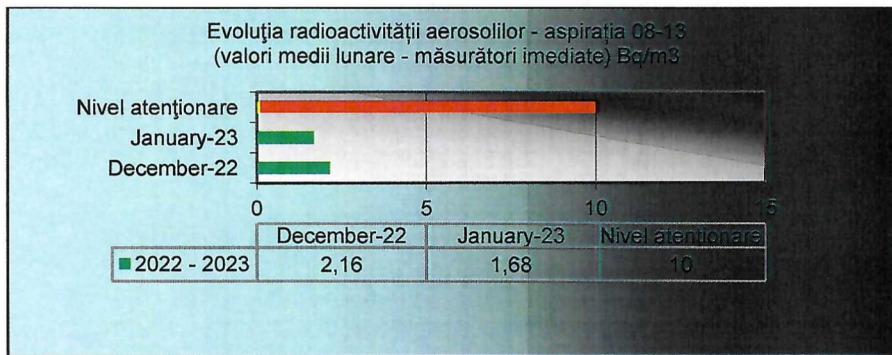 Evoluţia radioactivităţii aerosolilor - aspiraţia 08-13
(valori medii lunare - măsurători imediate) Bq/m3
Nivel atenţionare
January-23
December-22
0 5 10 15
December-22 January-23 Nivel atentionare
2022 - 2023 2,16 1,68 10